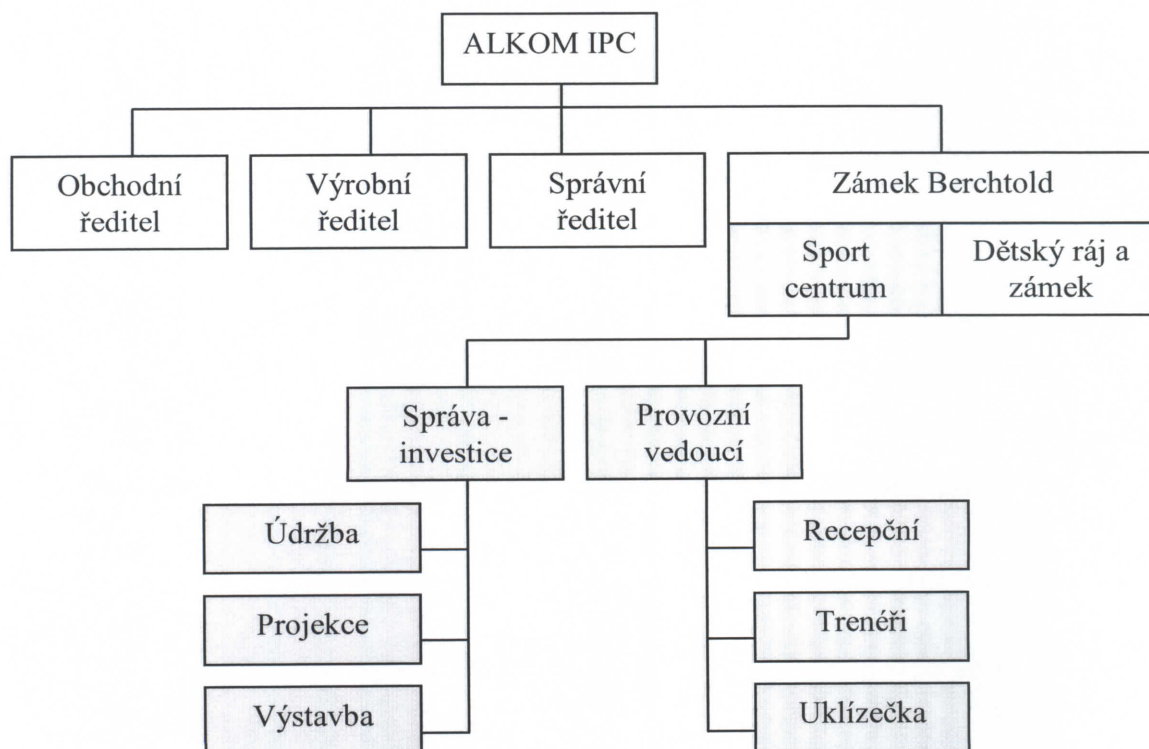 ALKOM IPC
Obchodní
ředitel
Výrobní
ředitel
Správní
ředitel
Zámek Berchtold
Sport
centrum
Dětský ráj a
zámek
Správa -
investice
Provozní
vedoucí
Údržba
Projekce
Výstavba
Recepční
Trenéři
Uklízečka